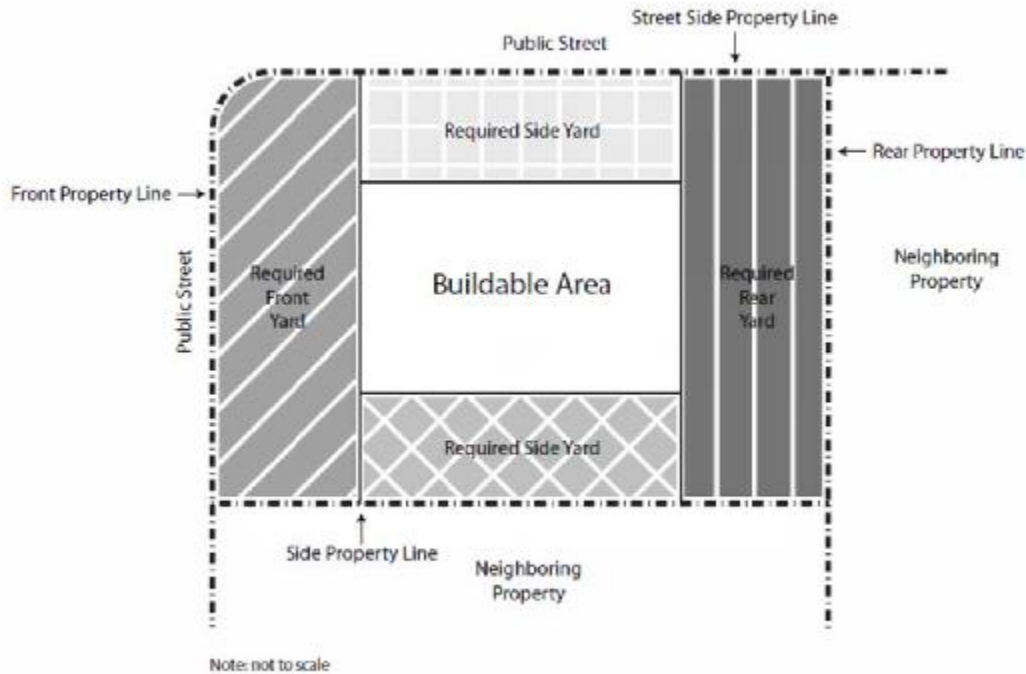 Street Side Property Line
Public Street
Required Side Yard
Rear Property Line
Front Property Line
Public Street
Required
Front
Yard
Buildable Area
Required
Rear
Yard
Neighboring
Property
Required Side Yard
Side Property Line
Neighboring
Property
Note: not to scale